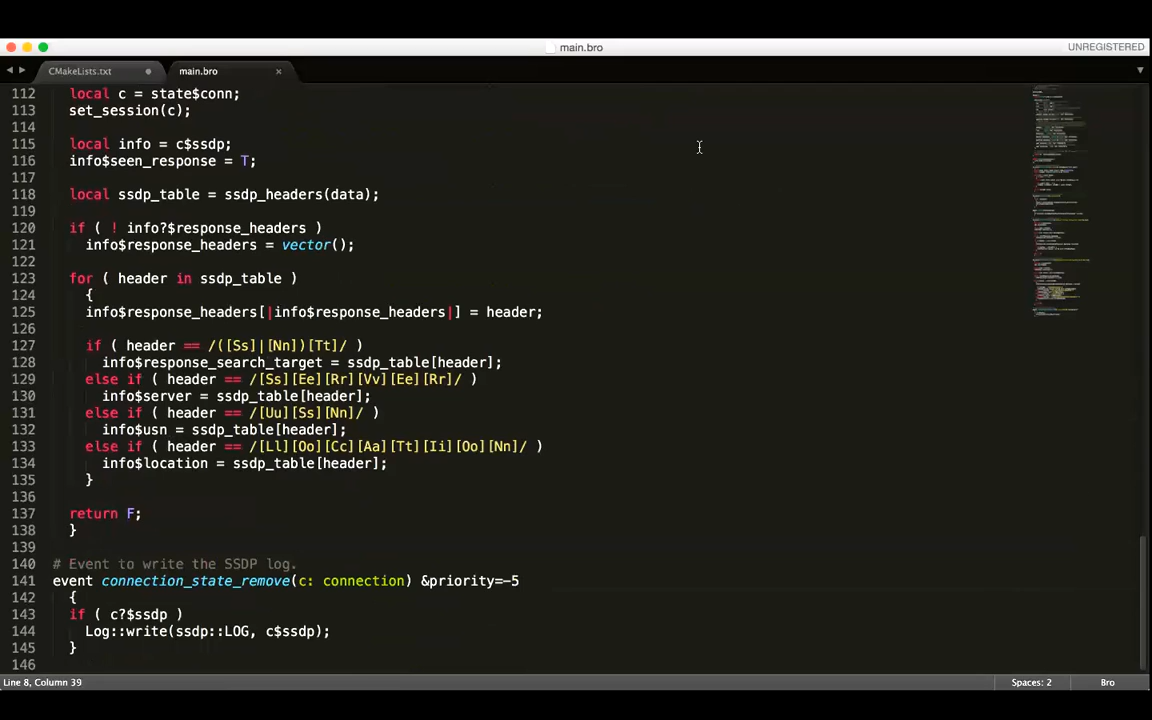 main.bro
UNREGISTERED
CMakeLists.txt
main.bro
112 local c = state$conn;
113 set_session(c);
114
115 local info = c$ssdp;
116 info$seen_response = T;
117
118 local ssdp_table = ssdp_headers(data);
119
120 if ( ! info?$response_headers )
121 info$response_headers = vector();
122
123 for ( header in ssdp_table )
124 {
125 info$response_headers[|info$response_headers|] = header;
126
127 if ( header == /([Ss]|[Nn])[Tt]/ )
128 info$response_search_target = ssdp_table[header];
129 else if ( header == /[Ss][Ee][Rr][Vv][Ee][Rr]/ )
130 info$server = ssdp_table[header];
131 else if ( header == /[Uu][Ss][Nn]/ )
132 info$usn = ssdp_table[header];
133 else if ( header == /[Ll][Oo][Cc][Aa][Tt][Ii][Oo][Nn]/ )
134 info$location = ssdp_table[header];
135 }
136
137 return F;
138 }
139
140 # Event to write the SSDP log.
141 event connection_state_remove(c: connection) &priority=-5
142 {
143 if ( c?$ssdp )
144 Log::write(ssdp::LOG, c$ssdp);
145 }
146
Line 8, Column 39
Spaces: 2
Bro